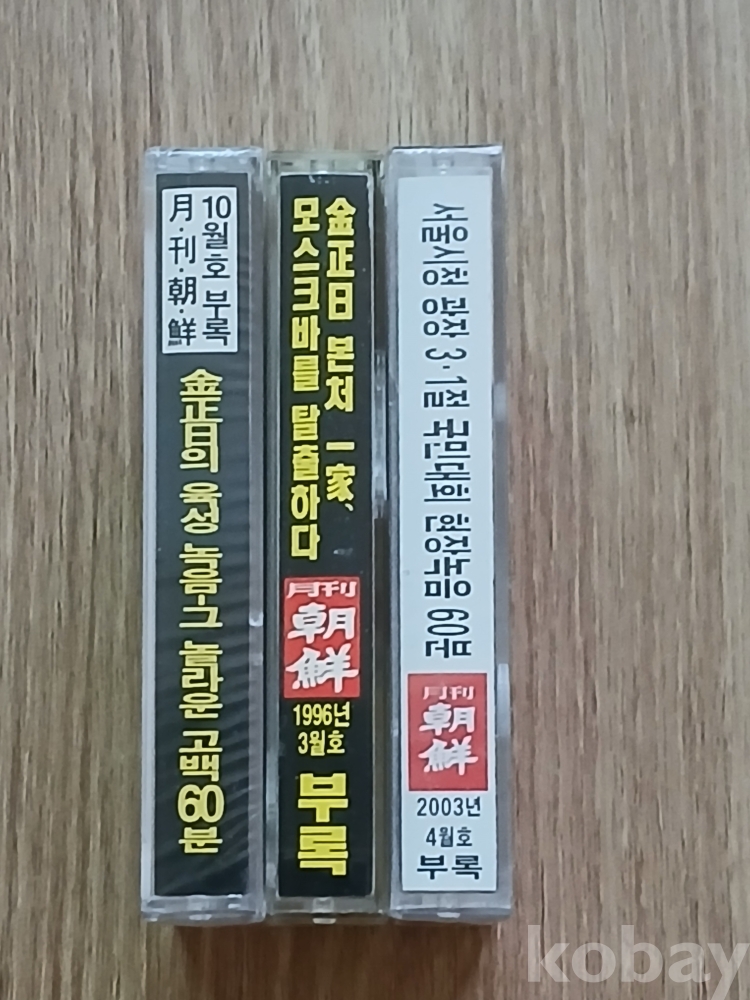 10월호 부록
月·刊·朝·鮮
金正日의 육성 녹음-그 놀라운 고백 60분
金正日 본처 一家、
모스크바를 탈출하다
月刊
朝鮮
1996년
3월호
부록
서울시청 광장 3·1절 국민대회 현장녹음 60분
月刊
朝鮮
2003년
4월호
부록
kobay